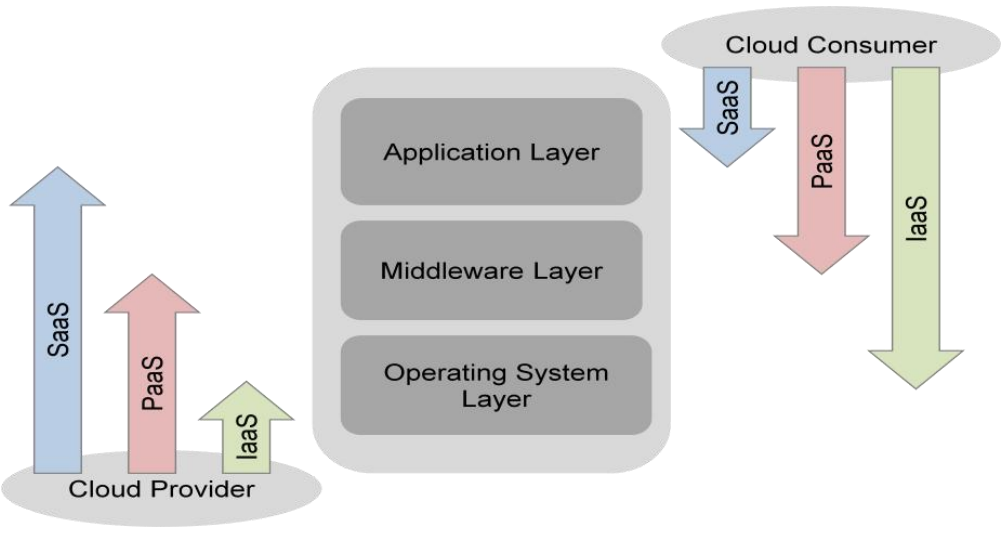 Cloud Consumer
SaaS
PaaS
IaaS
Application Layer
Middleware Layer
Operating System
Layer
SaaS
PaaS
IaaS
Cloud Provider